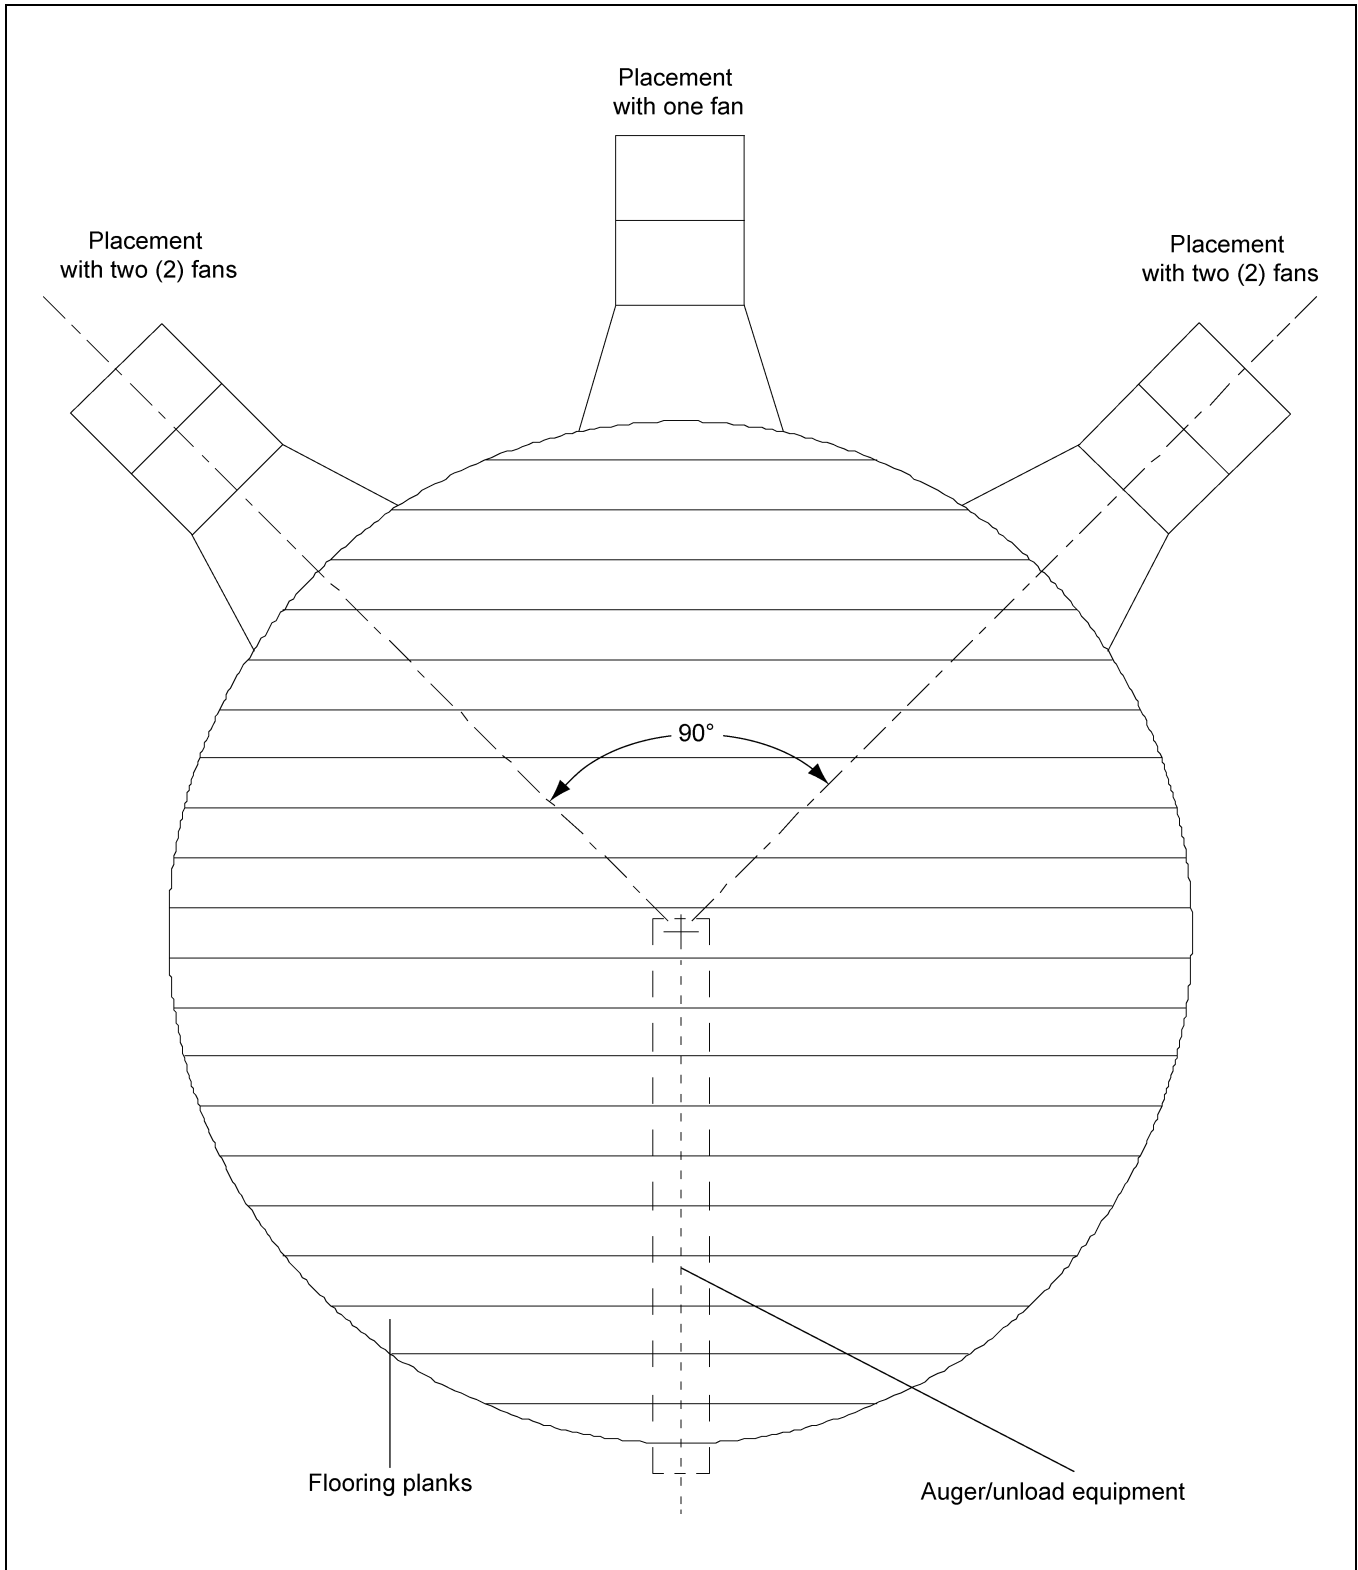 Placement
with one fan
Placement
with two (2) fans
Placement
with two (2) fans
90°
Flooring planks
Auger/unload equipment